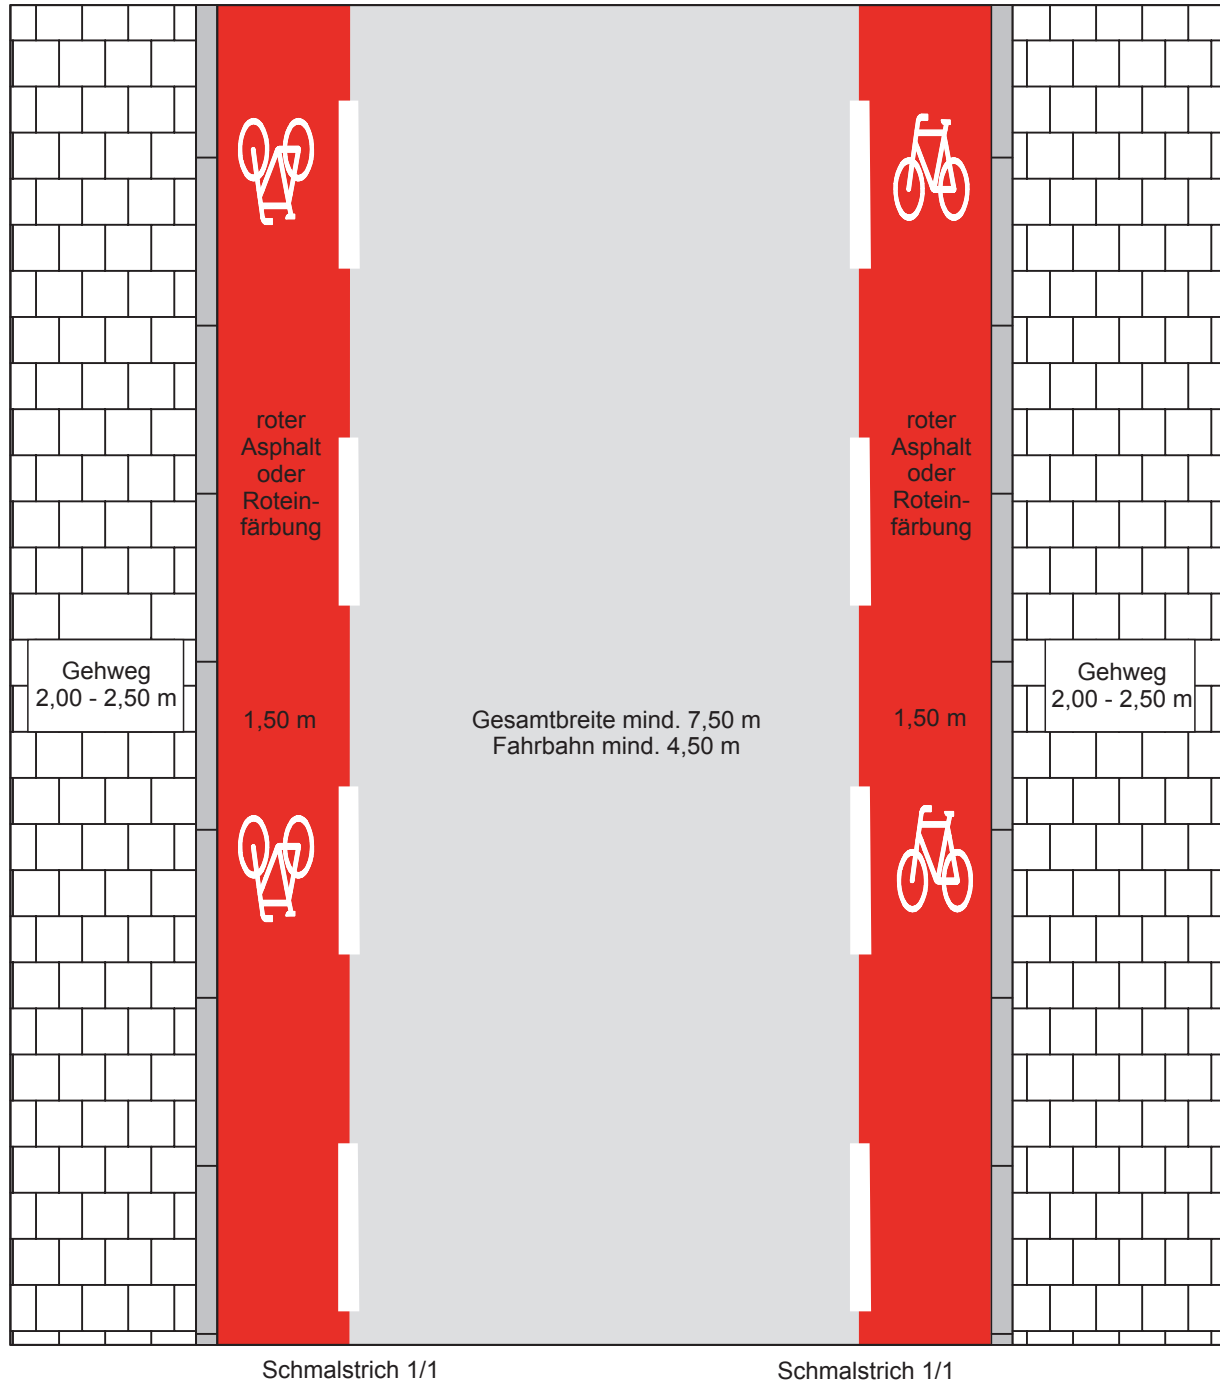 roter
Asphalt
oder
Rotein-
färbung
roter
Asphalt
oder
Rotein-
färbung
Gehweg
2,00 - 2,50 m
1,50 m
Gesamtbreite mind. 7,50 m
Fahrbahn mind. 4,50 m
1,50 m
Gehweg
2,00 - 2,50 m
Schmalstrich 1/1
Schmalstrich 1/1